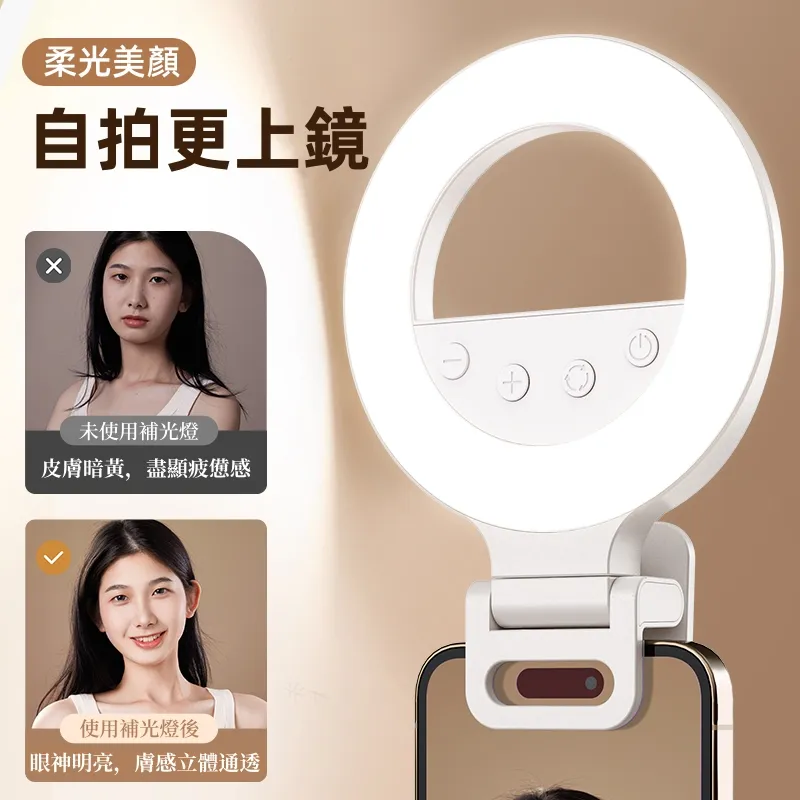 柔光美顏
自拍更上鏡
未使用補光燈
皮膚暗黃，盡顯疲憊感
使用補光燈後
眼神明亮，膚感立體通透